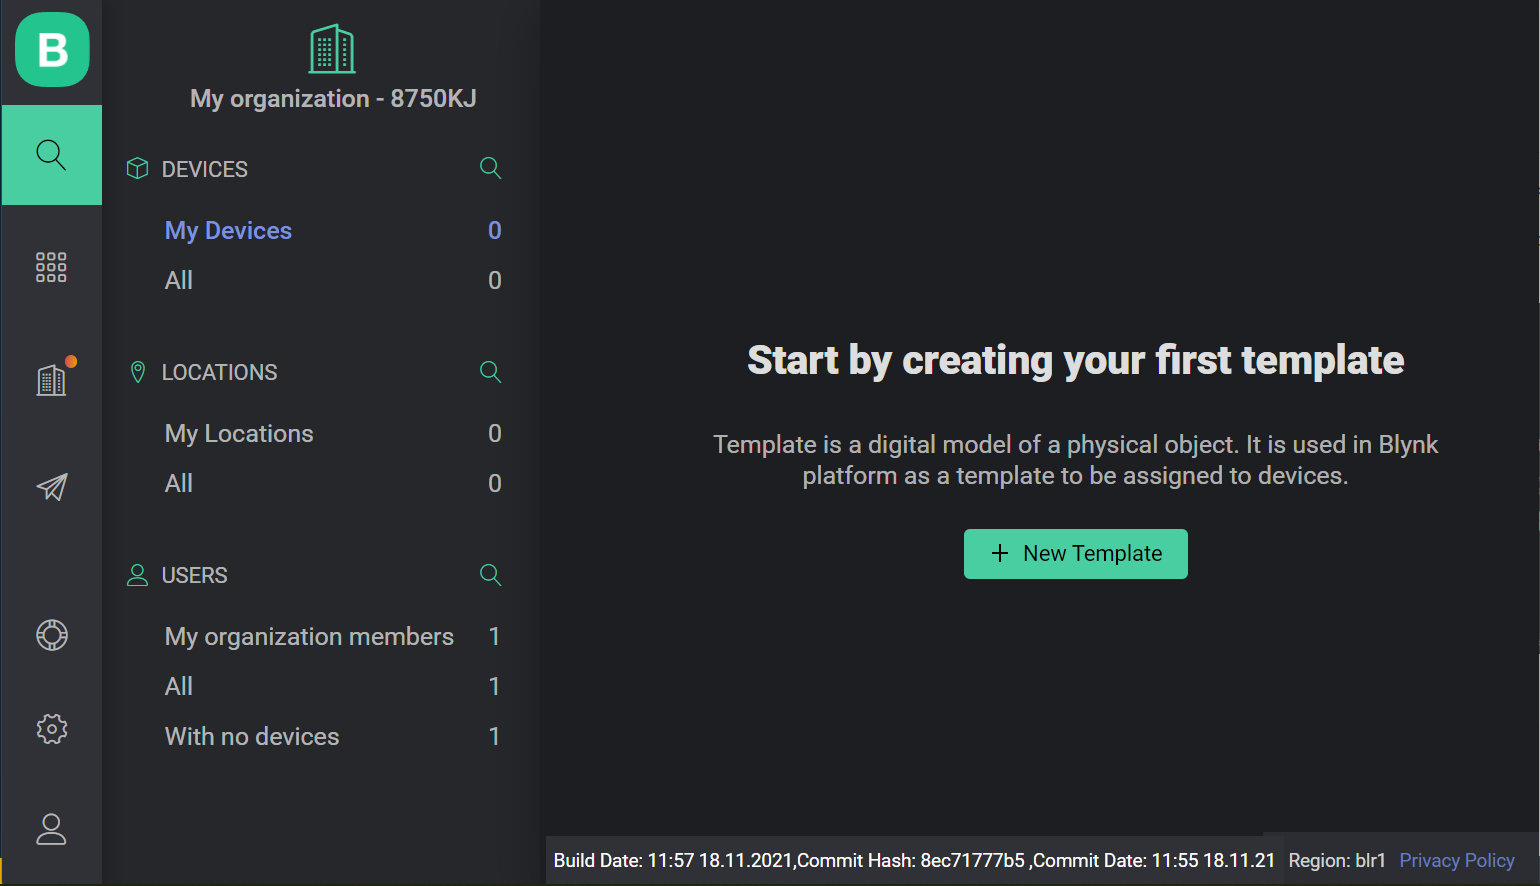 B
My organization - 8750KJ
DEVICES
My Devices 0
All 0
LOCATIONS
My Locations 0
All 0
USERS
My organization members 1
All 1
With no devices 1
Start by creating your first template
Template is a digital model of a physical object. It is used in Blynk
platform as a template to be assigned to devices.
+ New Template
Build Date: 11:57 18.11.2021,Commit Hash: 8ec71777b5 ,Commit Date: 11:55 18.11.21 Region: blr1 Privacy Policy